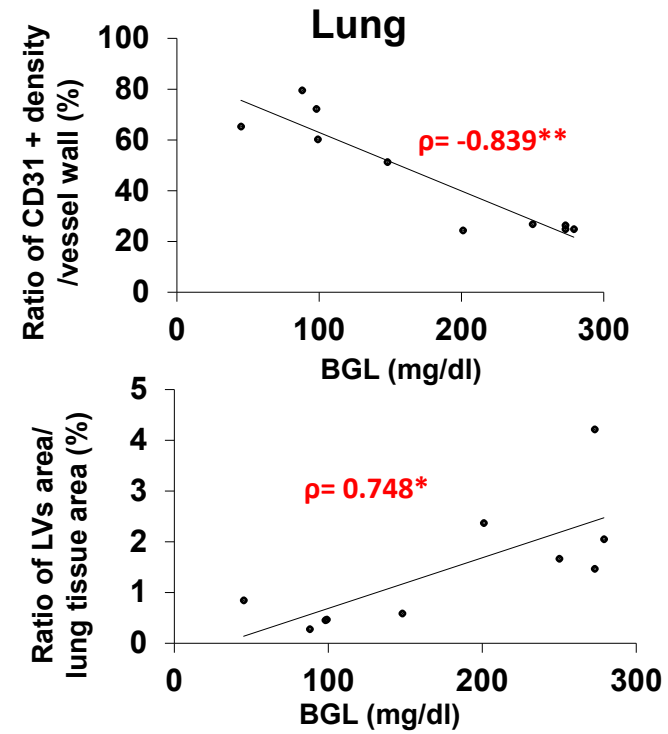 Lung
Ratio of CD31 + density
/vessel wall (%)
100
80
60
40
20
0
ρ= -0.839**
0 100 200 300
BGL (mg/dl)
Ratio of LVs area/
lung tissue area (%)
5
4
3
2
1
0
ρ= 0.748*
0 100 200 300
BGL (mg/dl)